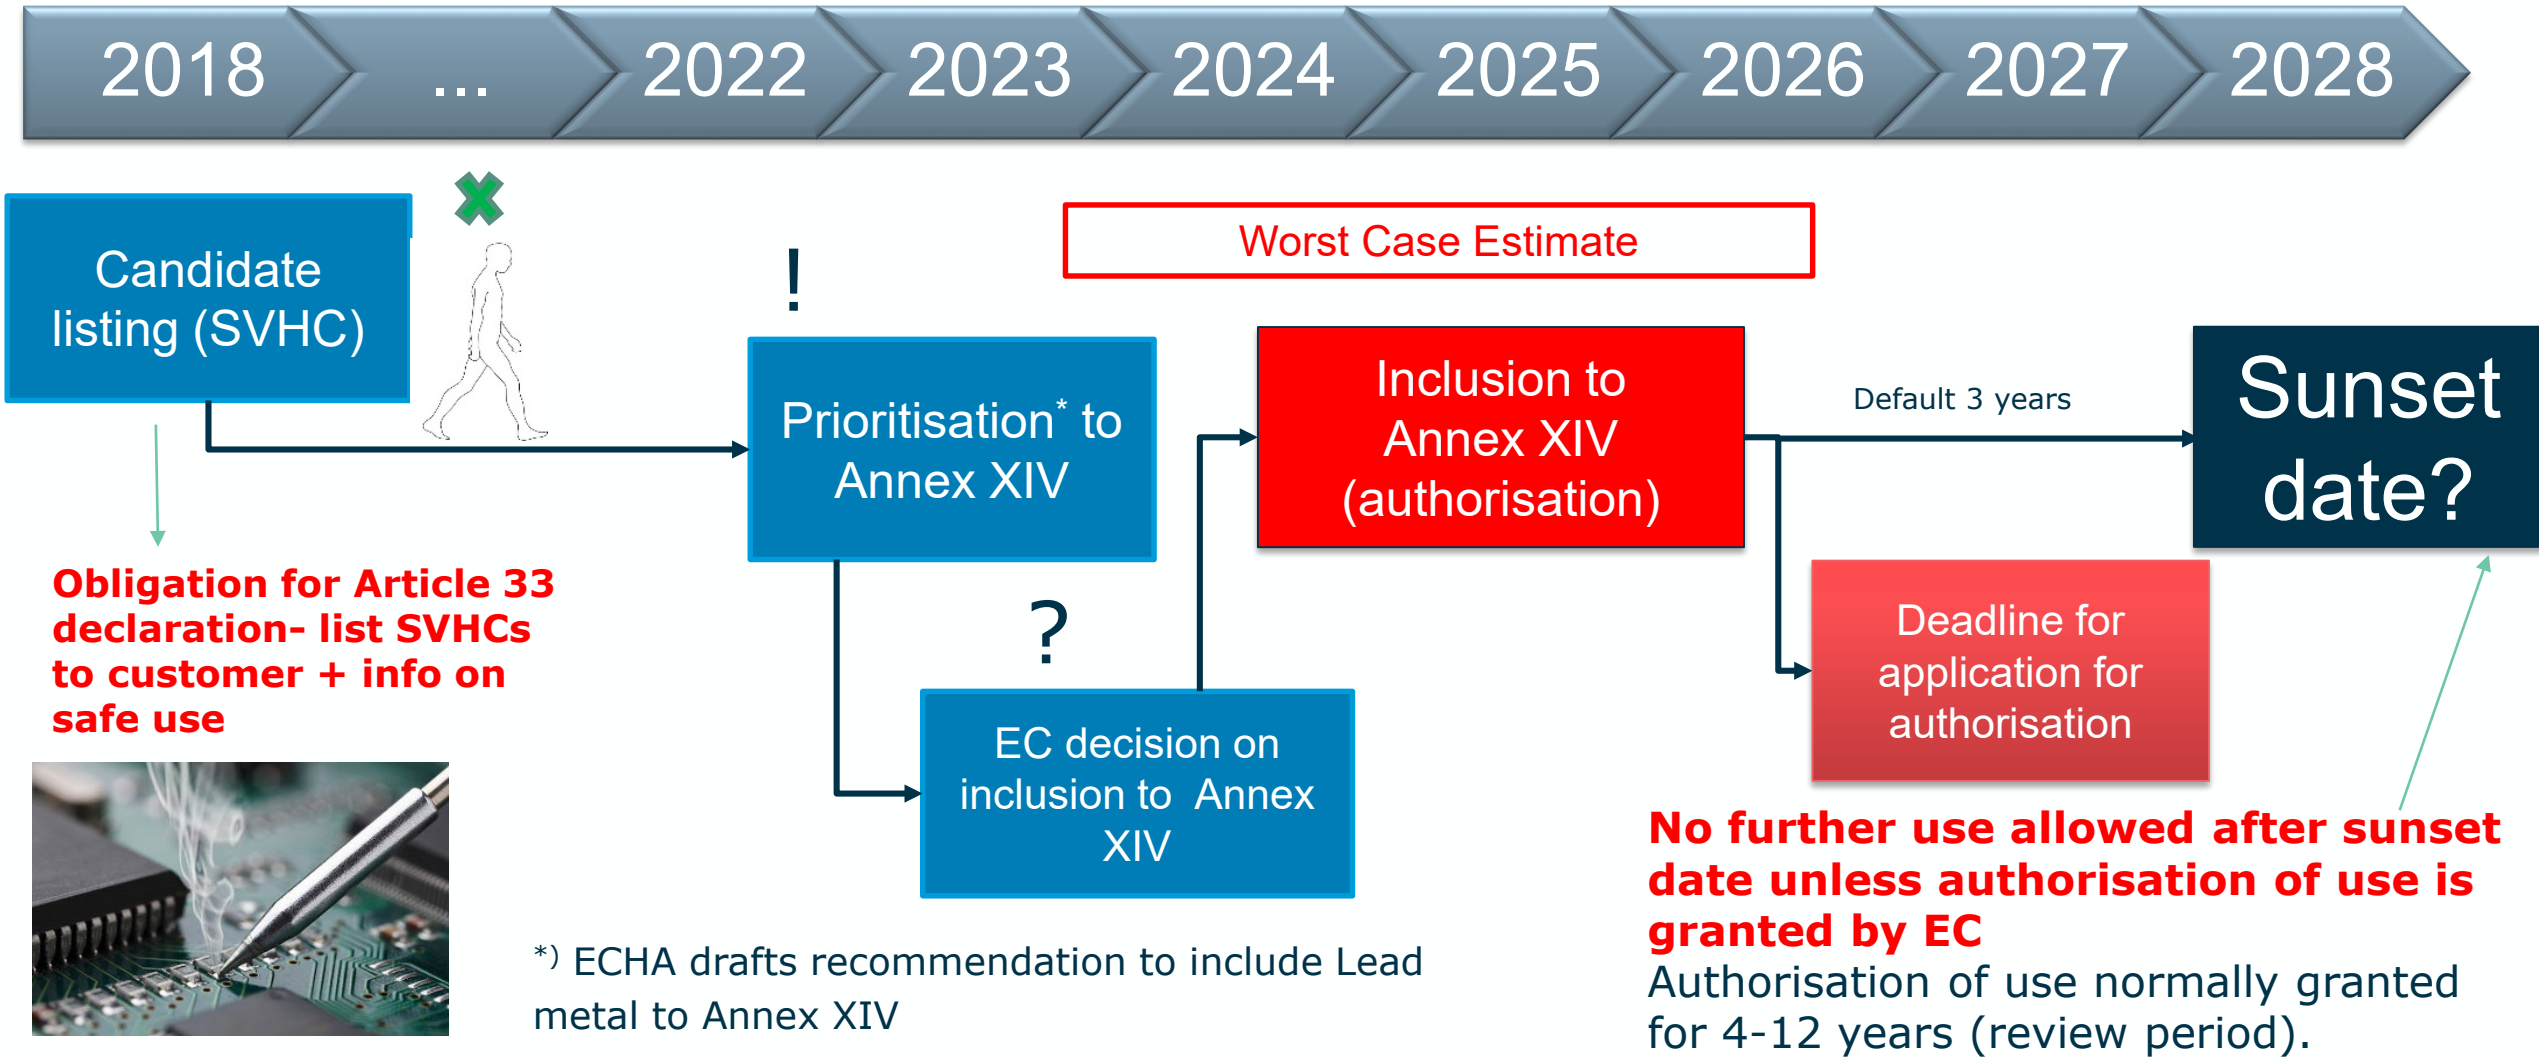 2018
...
2022
2023
2024
2025
2026
2027
2028
Candidate
listing (SVHC)
!
Worst Case Estimate
Prioritisation* to
Annex XIV
Inclusion to
Annex XIV
(authorisation)
Default 3 years
Sunset
date?
Obligation for Article 33
declaration- list SVHCs
to customer + info on
safe use
?
EC decision on
inclusion to  Annex
XIV
Deadline for
application for
authorisation
No further use allowed after sunset
date unless authorisation of use is
granted by EC
Authorisation of use normally granted
for 4-12 years (review period).
*) ECHA drafts recommendation to include Lead
metal to Annex XIV